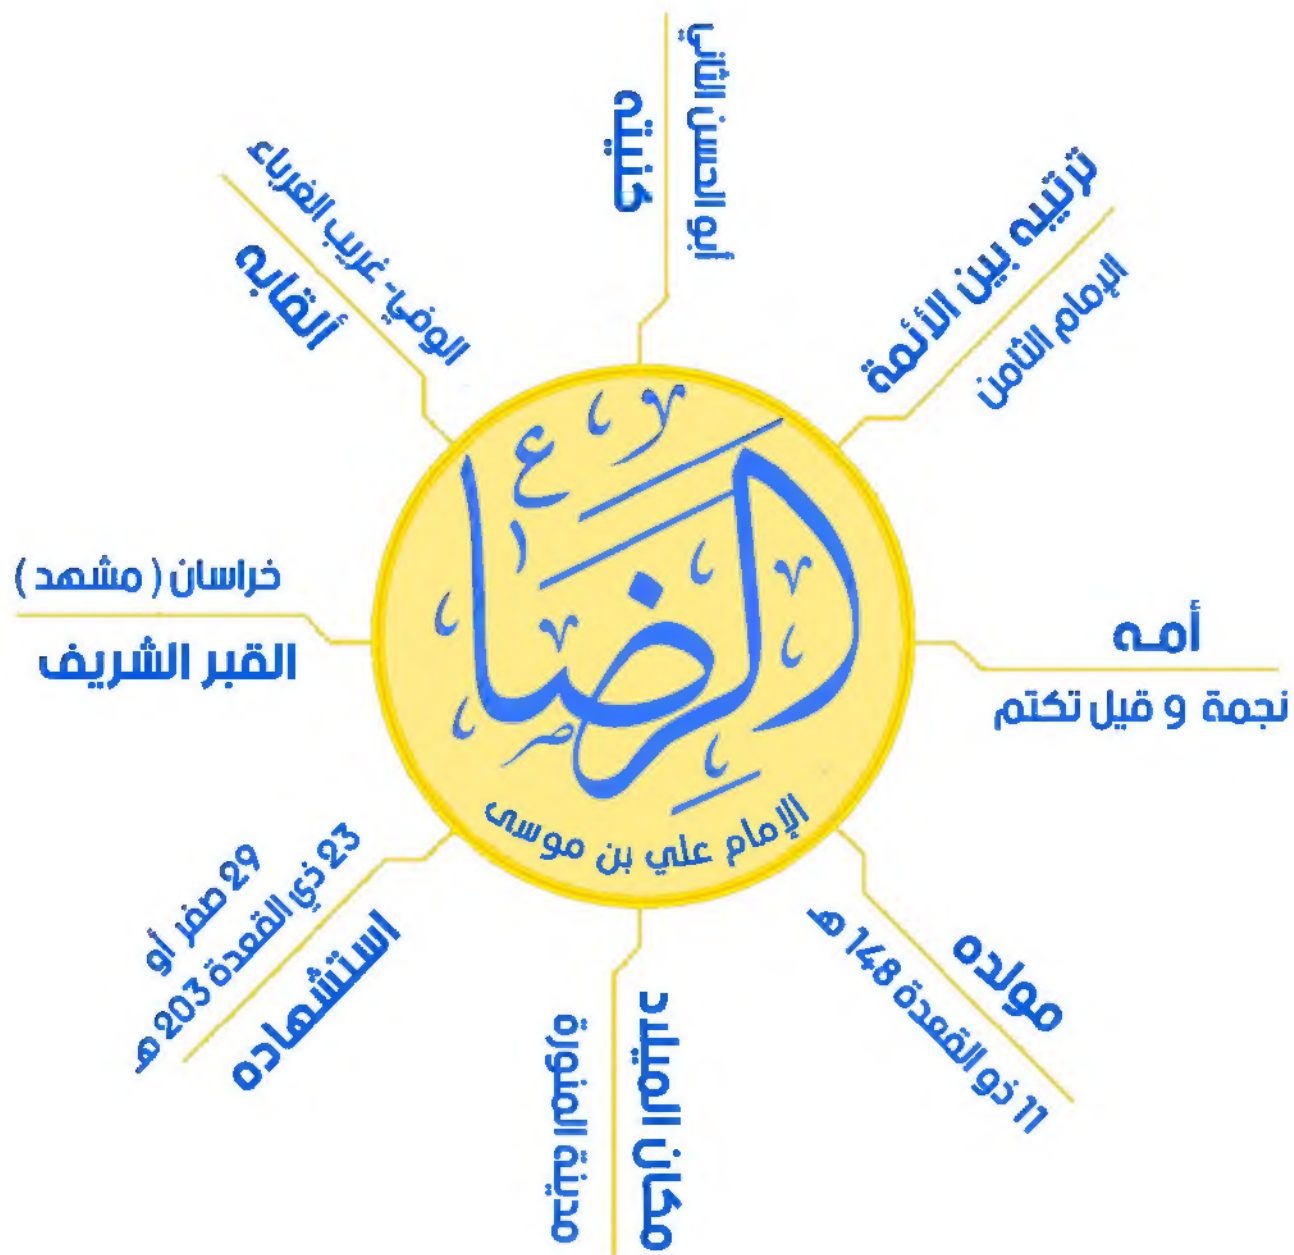 الرضا
ع
الإمام علي بن موسى
كنيته
أبو الحسن الثاني
ترتيبه بين الأئمة
الإمام الثامن
أمه
نجمة و قيل تكتم
مولده
11 ذو القعدة 148 هـ
مكان الميلاد
مدينة المنورة
استشهاده
29 صفر أو
23 ذي القعدة 203 هـ
القبر الشريف
خراسان ( مشهد )
ألقابه
الوفي- غريب الغرباء